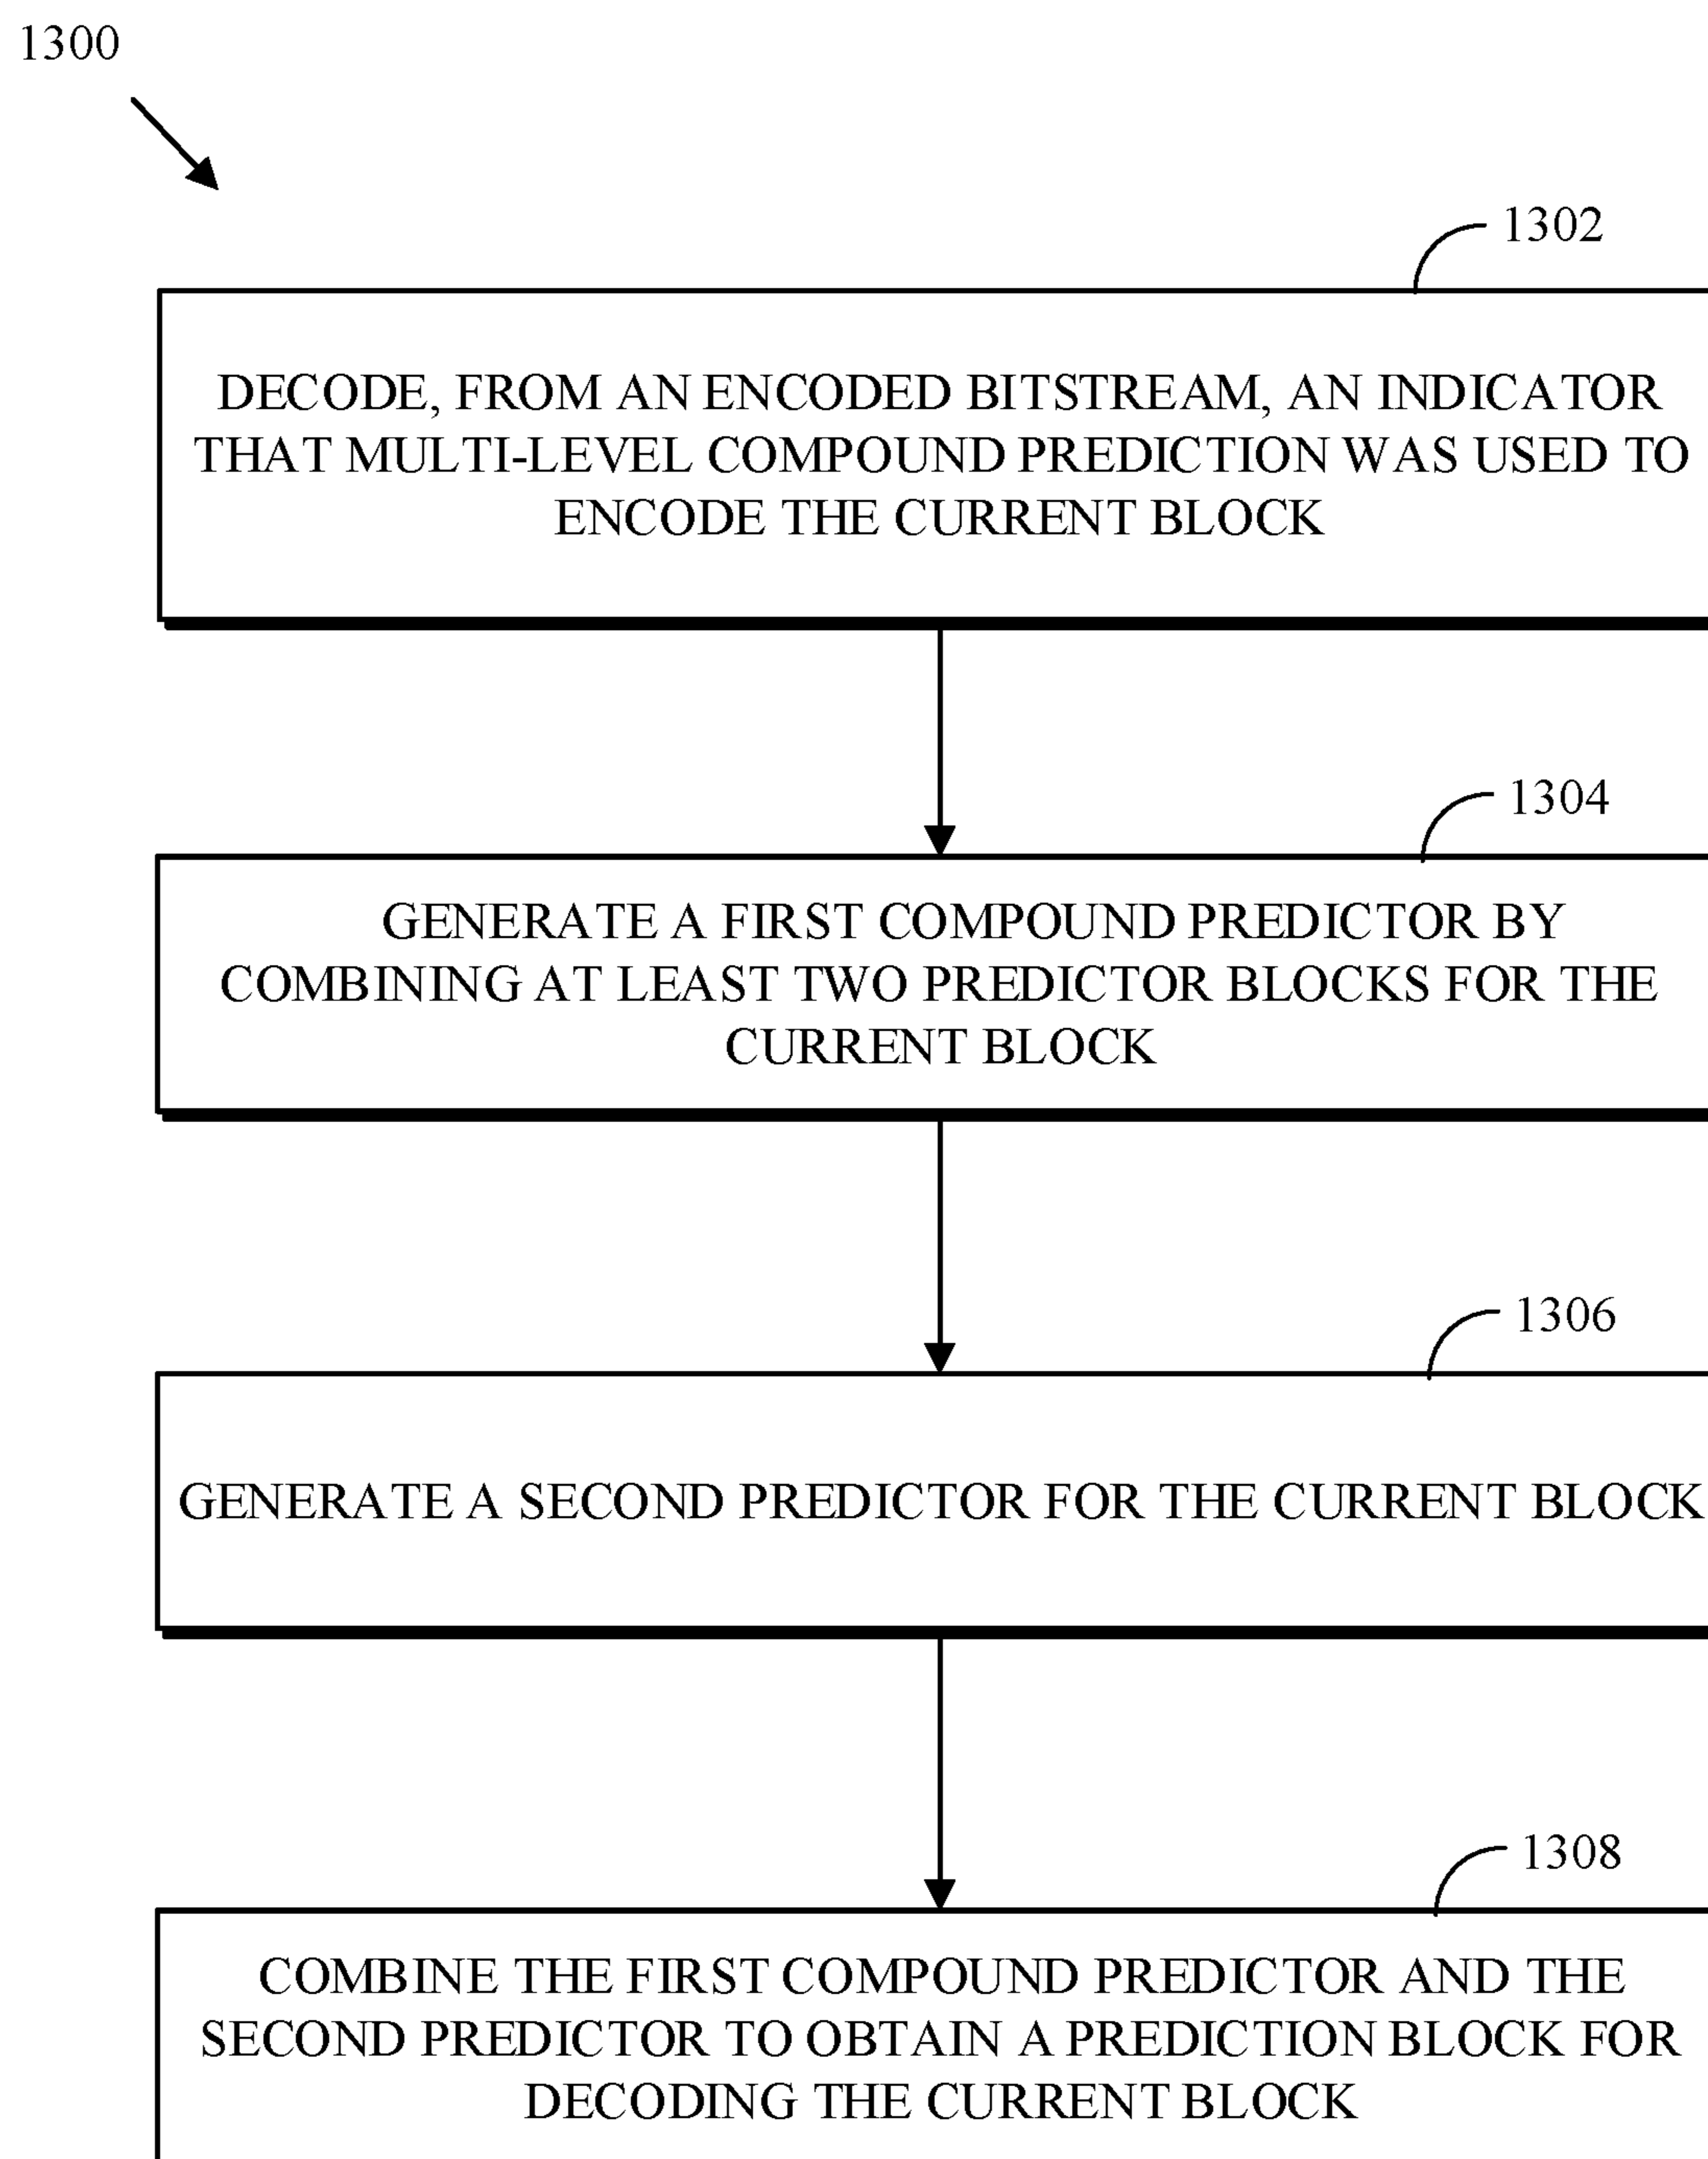 1300
1302
DECODE, FROM AN ENCODED BITSTREAM, AN INDICATOR
THAT MULTI-LEVEL COMPOUND PREDICTION WAS USED TO
ENCODE THE CURRENT BLOCK
1304
GENERATE A FIRST COMPOUND PREDICTOR BY
COMBINING AT LEAST TWO PREDICTOR BLOCKS FOR THE
CURRENT BLOCK
1306
GENERATE A SECOND PREDICTOR FOR THE CURRENT BLOCK
1308
COMBINE THE FIRST COMPOUND PREDICTOR AND THE
SECOND PREDICTOR TO OBTAIN A PREDICTION BLOCK FOR
DECODING THE CURRENT BLOCK